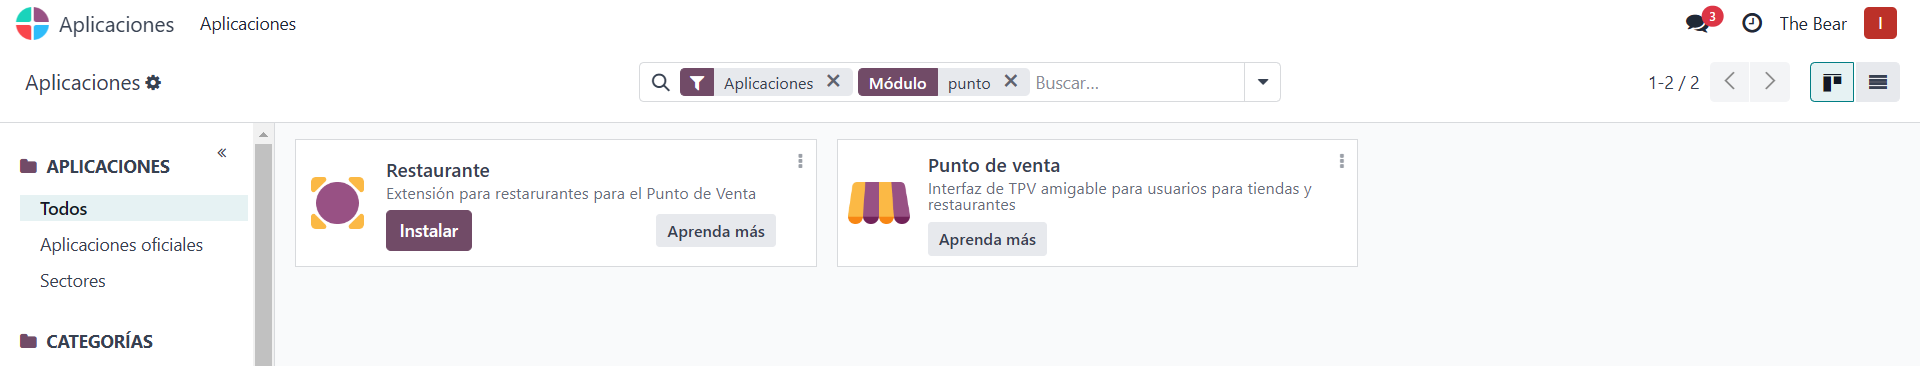 Aplicaciones Aplicaciones 3 The Bear I
Aplicaciones Aplicaciones Módulo punto Buscar... 1-2 / 2
APLICACIONES
Todos
Aplicaciones oficiales
Sectores
CATEGORÍAS
Restaurante
Extensión para restarurantes para el Punto de Venta
Instalar Aprenda más
Punto de venta
Interfaz de TPV amigable para usuarios para tiendas y
restaurantes
Aprenda más